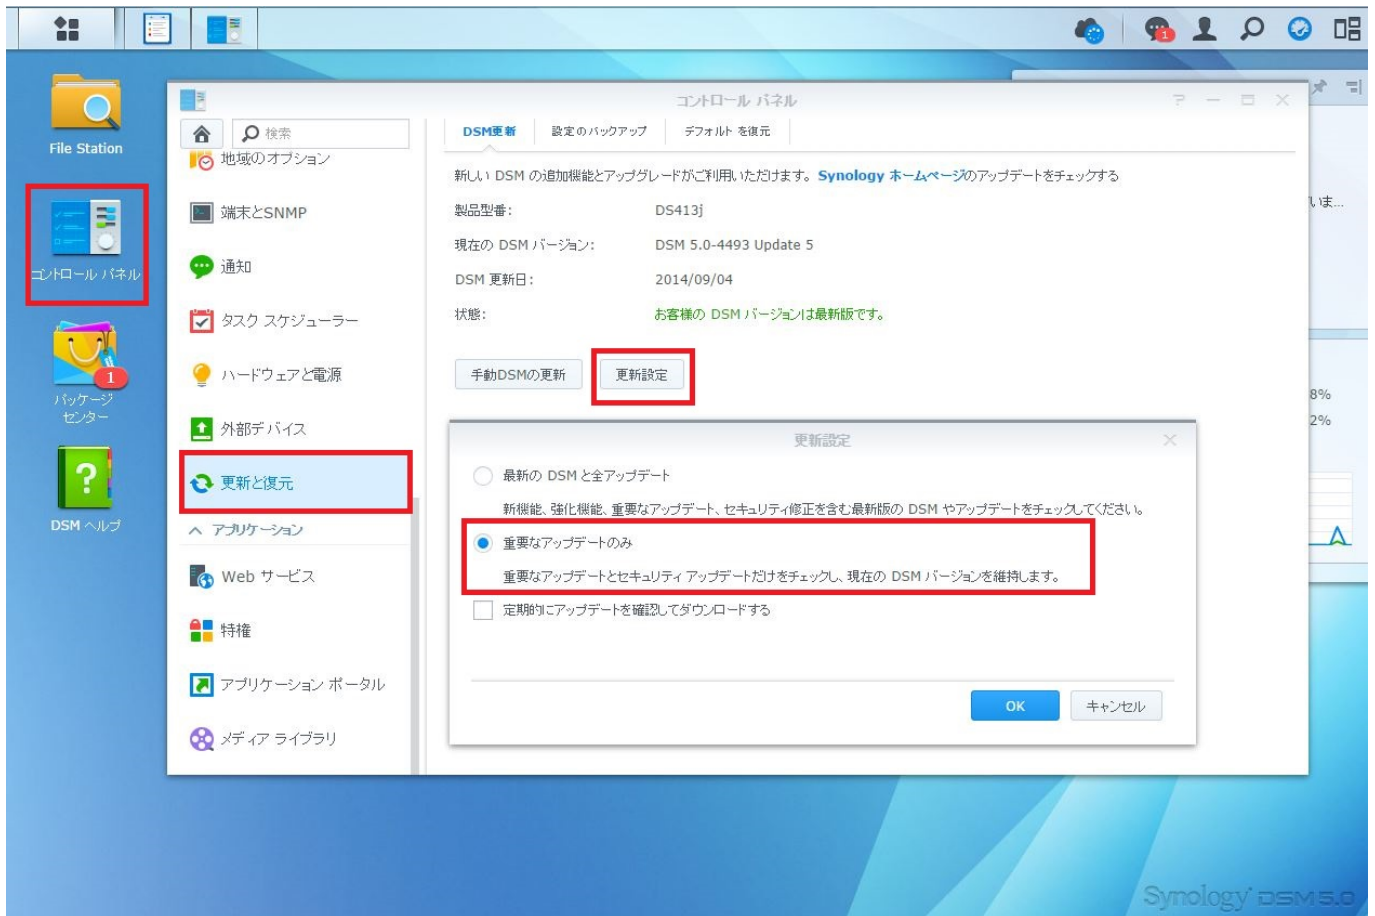 1
コントロール パネル
File Station
コントロール パネル
1
パッケージ
センター
DSM ヘルプ
検索
地域のオプション
端末とSNMP
通知
タスク スケジューラー
ハードウェアと電源
外部デバイス
更新と復元
アプリケーション
Web サービス
特権
アプリケーション ポータル
メディア ライブラリ
DSM更新 設定のバックアップ デフォルト を復元
新しい DSM の追加機能とアップグレードがご利用いただけます。Synology ホームページのアップデートをチェックする
製品型番: DS413j
現在の DSM バージョン: DSM 5.0-4493 Update 5
DSM 更新日: 2014/09/04
状態: お客様の DSM バージョンは最新版です。
手動DSMの更新 更新設定
更新設定
最新の DSM と全アップデート
新機能、強化機能、重要なアップデート、セキュリティ修正を含む最新版の DSM やアップデートをチェックしてください。
重要なアップデートのみ
重要なアップデートとセキュリティ アップデートだけをチェックし、現在の DSM バージョンを維持します。
定期的にアップデートを確認してダウンロードする
OK キャンセル
いま...
8%
2%
Synology DSM 5.0